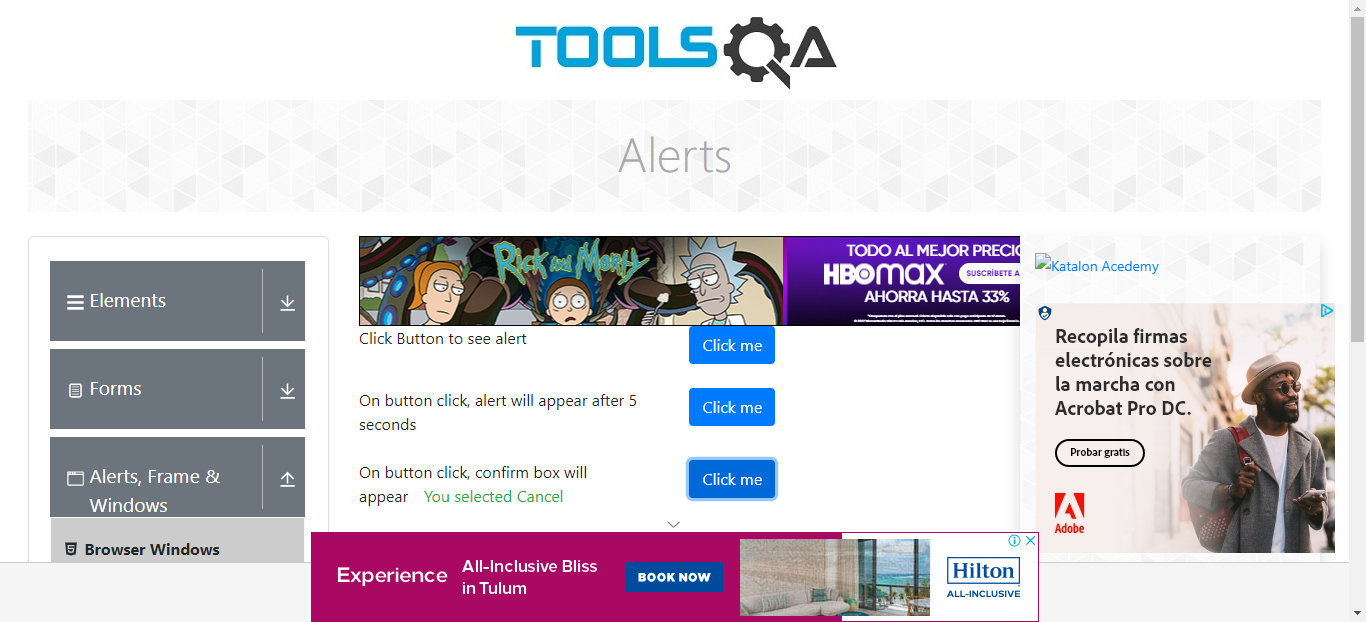 TOOLSQA
Alerts
Elements
Forms
Alerts, Frame &
Windows
Browser Windows
Rick and Morty
TODO AL MEJOR PRECIO
HBOMAX
SUSCRÍBETE A
AHORRA HASTA 33%
Click Button to see alert
Click me
On button click, alert will appear after 5
seconds
Click me
On button click, confirm box will
appear You selected Cancel
Click me
Katalon Acedemy
Recopila firmas
electrónicas sobre
la marcha con
Acrobat Pro DC.
Probar gratis
Adobe
Experience
All-Inclusive Bliss
in Tulum
BOOK NOW
Hilton
ALL-INCLUSIVE